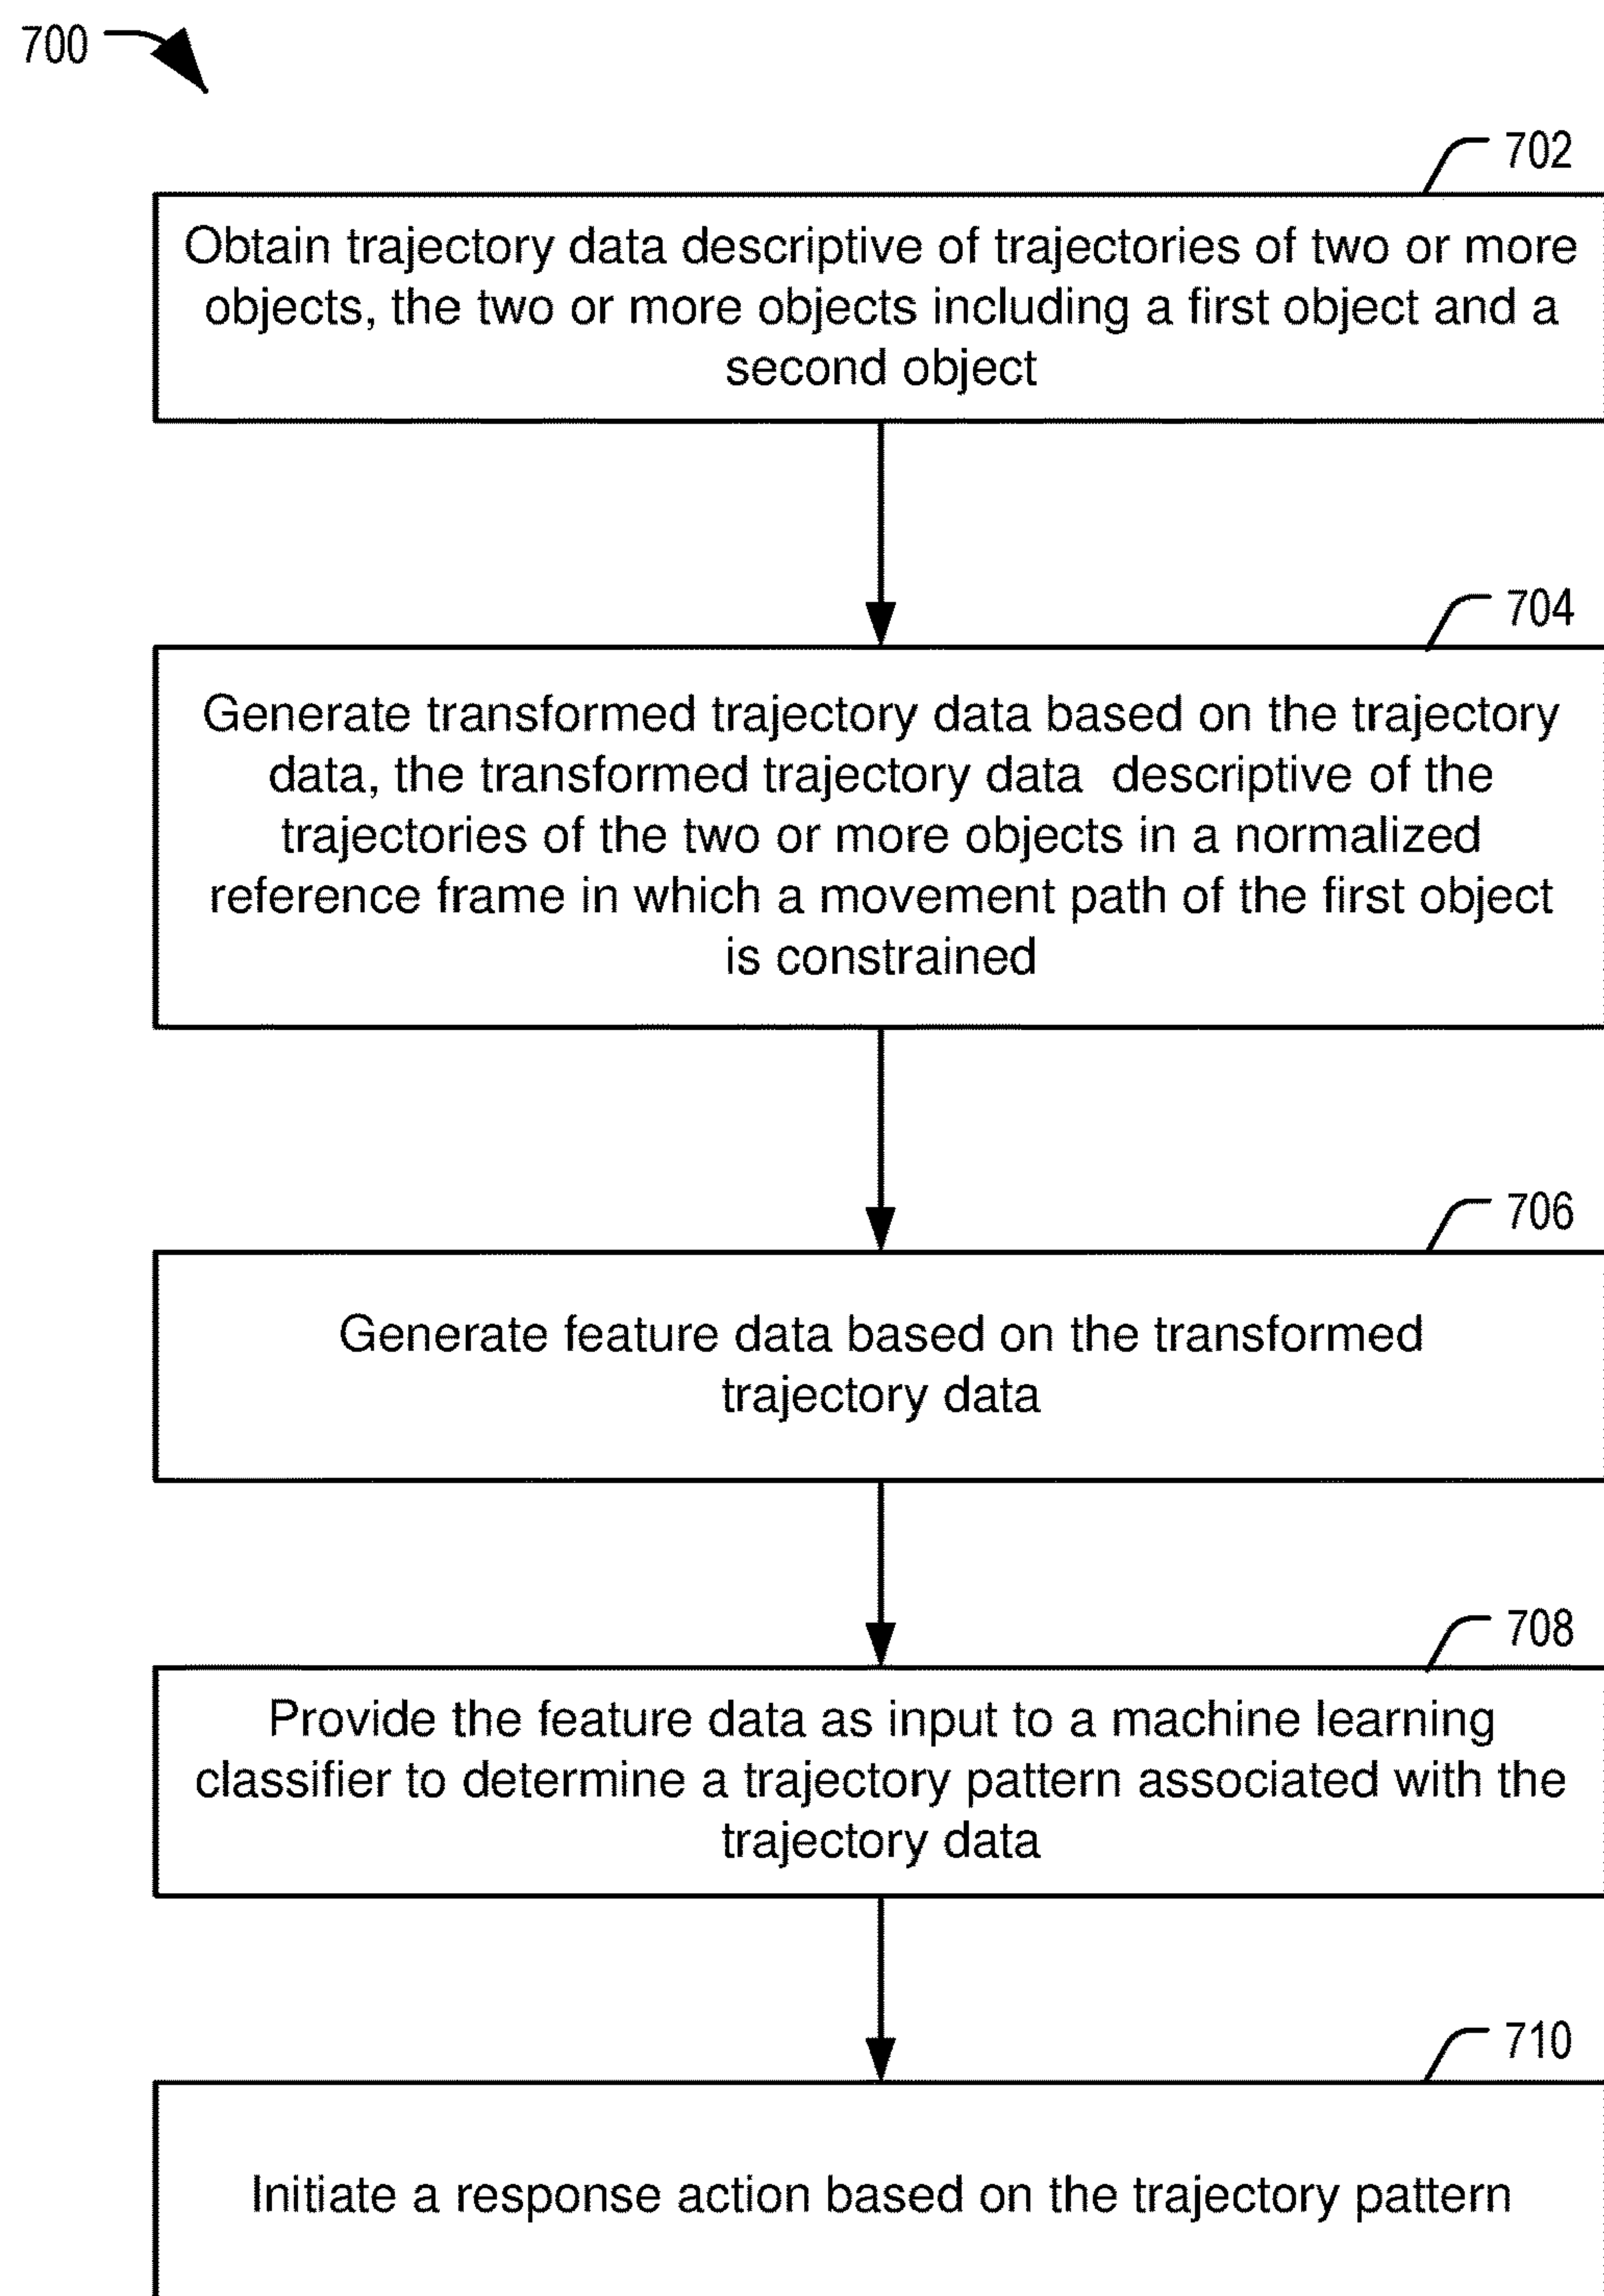 700
702
Obtain trajectory data descriptive of trajectories of two or more
objects, the two or more objects including a first object and a
second object
704
Generate transformed trajectory data based on the trajectory
data, the transformed trajectory data descriptive of the
trajectories of the two or more objects in a normalized
reference frame in which a movement path of the first object
is constrained
706
Generate feature data based on the transformed
trajectory data
708
Provide the feature data as input to a machine learning
classifier to determine a trajectory pattern associated with the
trajectory data
710
Initiate a response action based on the trajectory pattern